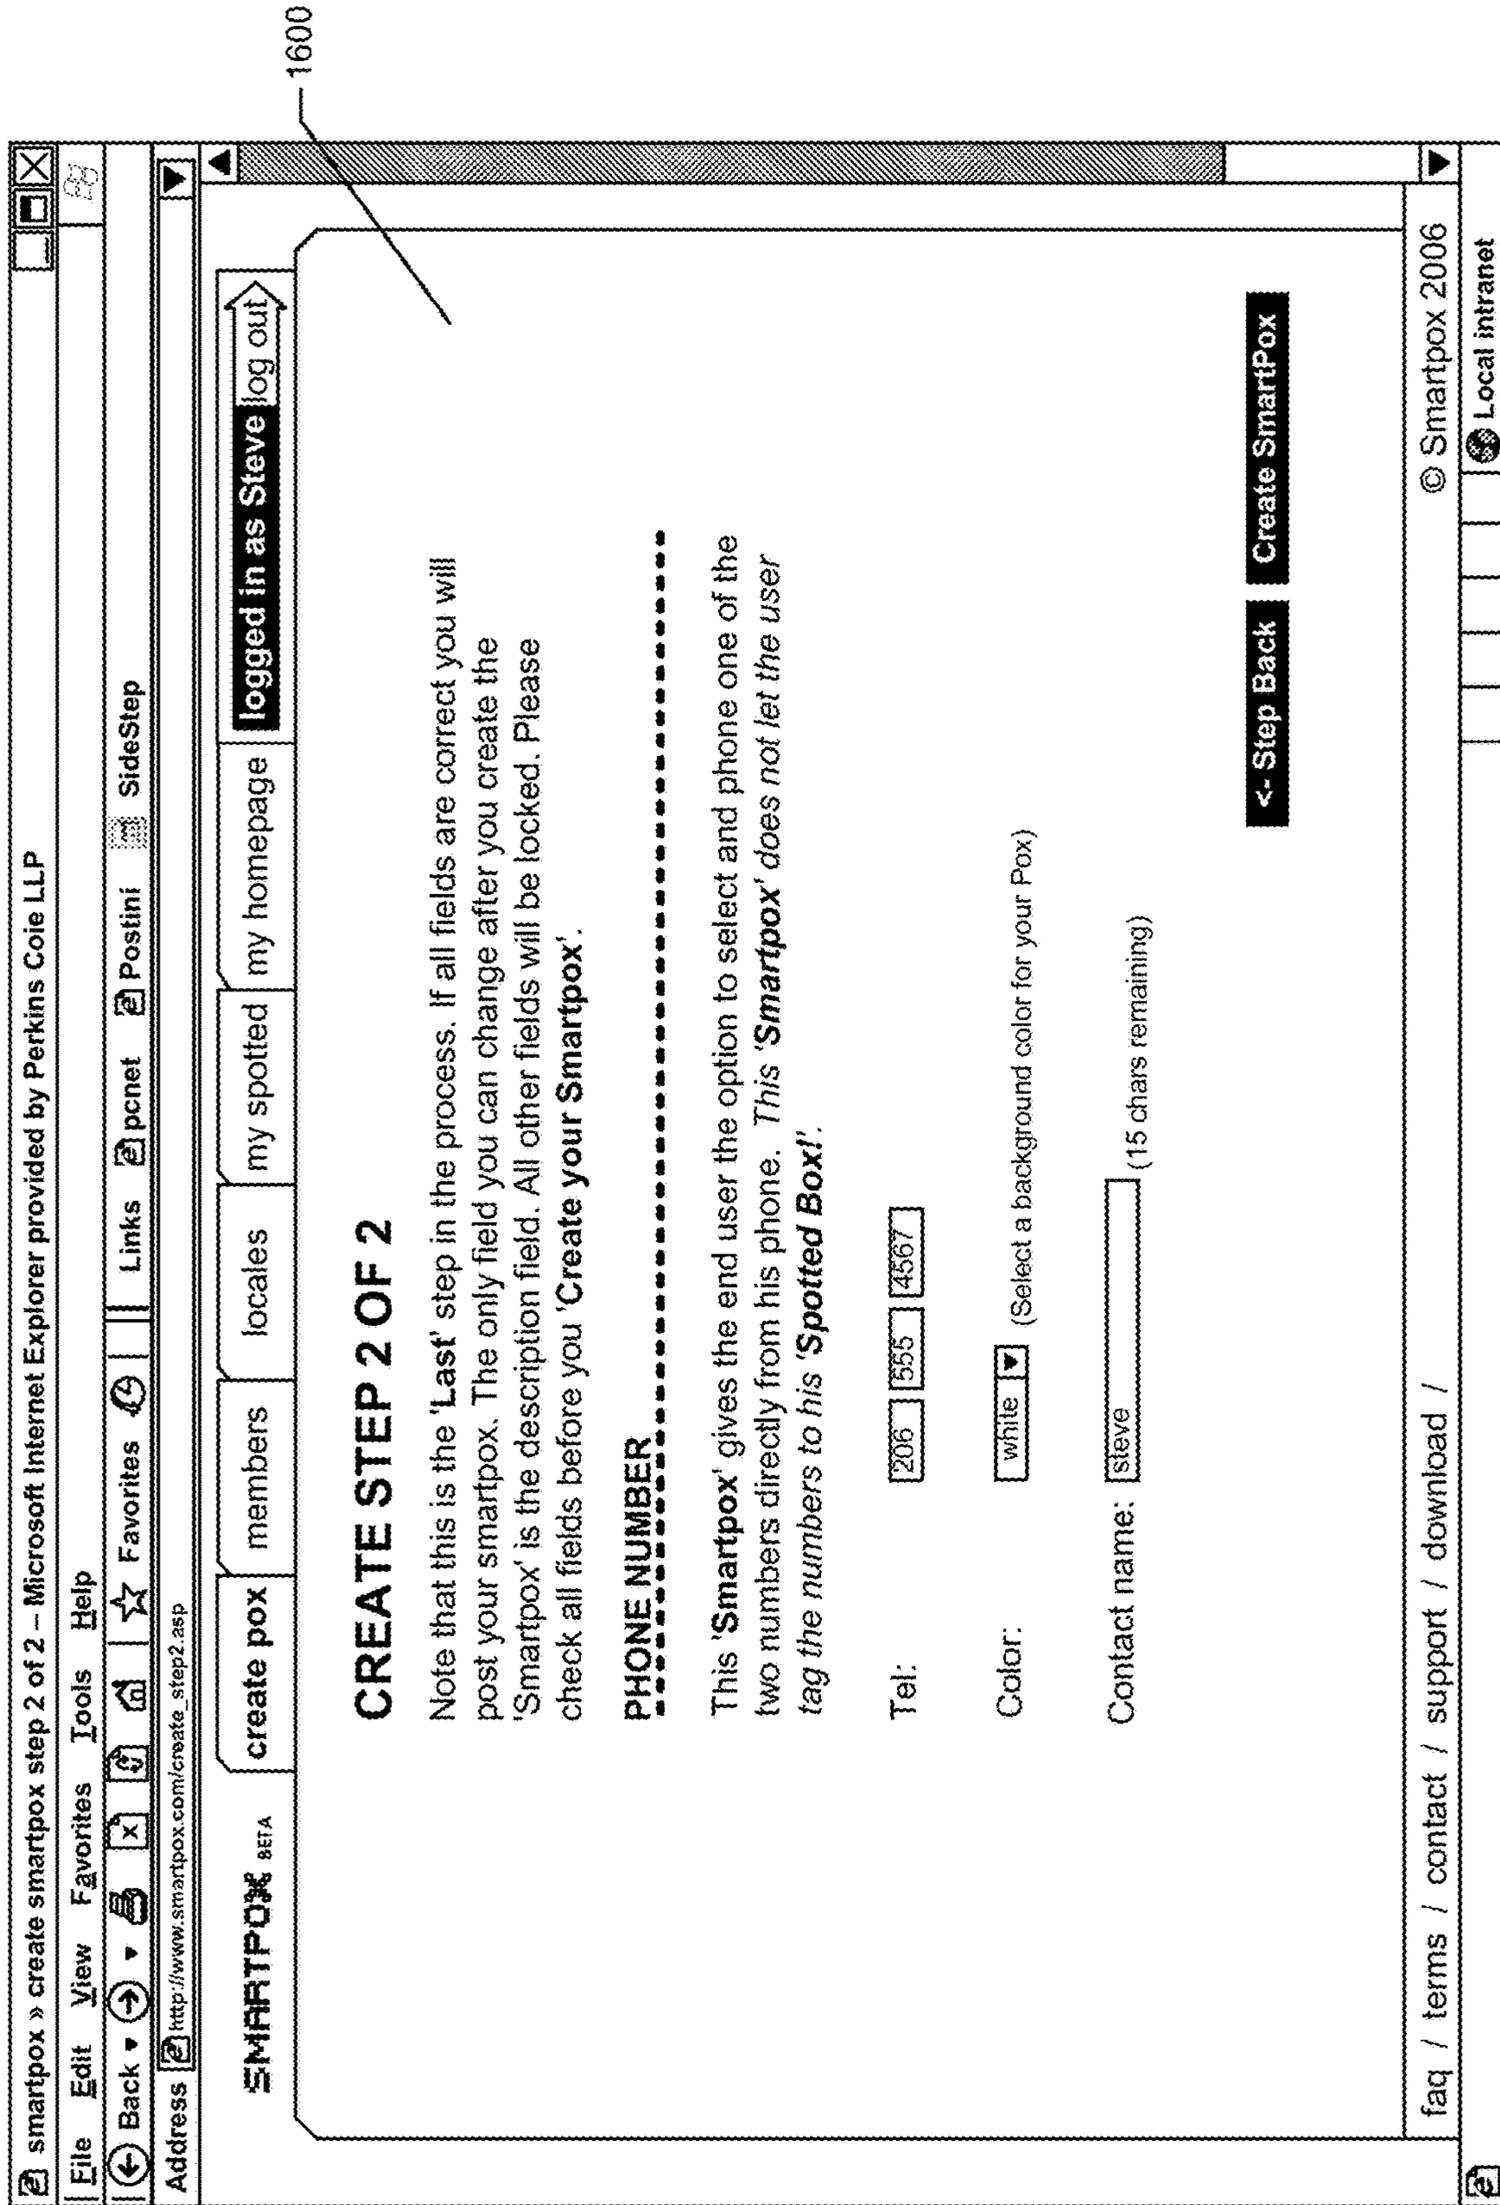 1600
smartpox » create smartpox step 2 of 2 – Microsoft Internet Explorer provided by Perkins Coie LLP
File Edit View Favorites Tools Help
Back Favorites Links pcnet Postini SideStep
Address http://www.smartpox.com/create_step2.asp
SMARTPOX BETA create pox members locales my spotted my homepage logged in as Steve log out
CREATE STEP 2 OF 2
Note that this is the 'Last' step in the process. If all fields are correct you will
post your smartpox. The only field you can change after you create the
'Smartpox' is the description field. All other fields will be locked. Please
check all fields before you 'Create your Smartpox'.
PHONE NUMBER
This 'Smartpox' gives the end user the option to select and phone one of the
two numbers directly from his phone. This 'Smartpox' does not let the user
tag the numbers to his 'Spotted Box!'.
Tel: 206 555 4567
Color: white (Select a background color for your Pox)
Contact name: steve (15 chars remaining)
<- Step Back Create SmartPox
faq / terms / contact / support / download / © Smartpox 2006
Local intranet